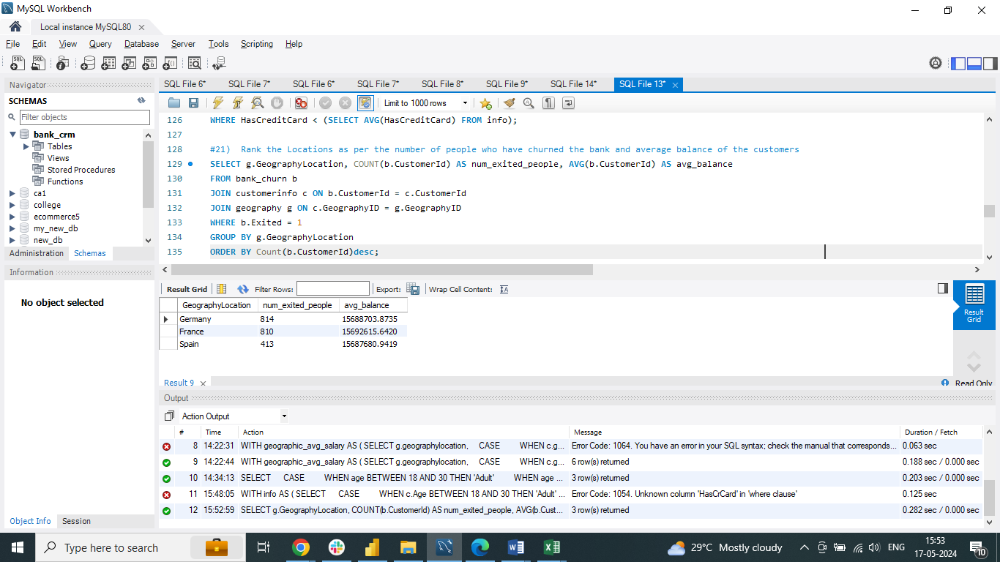 MySQL Workbench
Local instance MySQL80
File Edit View Query Database Server Tools Scripting Help
Navigator
SCHEMAS
Filter objects
bank_crm
Tables
Views
Stored Procedures
Functions
ca1
college
ecommerce5
my_new_db
new_db
Administration Schemas
Information
No object selected
Object Info Session
SQL File 6* SQL File 7* SQL File 6* SQL File 7* SQL File 8* SQL File 9* SQL File 14* SQL File 13*
Limit to 1000 rows
126 WHERE HasCreditCard < (SELECT AVG(HasCreditCard) FROM info);
127
128 #21) Rank the Locations as per the number of people who have churned the bank and average balance of the customers
129 SELECT g.GeographyLocation, COUNT(b.CustomerId) AS num_exited_people, AVG(b.CustomerId) AS avg_balance
130 FROM bank_churn b
131 JOIN customerinfo c ON b.CustomerId = c.CustomerId
132 JOIN geography g ON c.GeographyID = g.GeographyID
133 WHERE b.Exited = 1
134 GROUP BY g.GeographyLocation
135 ORDER BY Count(b.CustomerId)desc;
Result Grid Filter Rows: Export: Wrap Cell Content:
GeographyLocation num_exited_people avg_balance
Germany 814 15688703.8735
France 810 15692615.6420
Spain 413 15687680.9419
Result Grid
Result 9 Read Only
Output
Action Output
# Time Action Message Duration / Fetch
8 14:22:31 WITH geographic_avg_salary AS ( SELECT g.geographylocation, CASE WHEN c.g... Error Code: 1064. You have an error in your SQL syntax; check the manual that corresponds... 0.063 sec
9 14:22:44 WITH geographic_avg_salary AS ( SELECT g.geographylocation, CASE WHEN c.g... 6 row(s) returned 0.188 sec / 0.000 sec
10 14:34:13 SELECT CASE WHEN age BETWEEN 18 AND 30 THEN 'Adult' WHEN age ... 3 row(s) returned 0.203 sec / 0.000 sec
11 15:48:05 WITH info AS ( SELECT CASE WHEN c.Age BETWEEN 18 AND 30 THEN 'Adult' ... Error Code: 1054. Unknown column 'HasCrCard' in 'where clause' 0.125 sec
12 15:52:59 SELECT g.GeographyLocation, COUNT(b.CustomerId) AS num_exited_people, AVG(b.Cust... 3 row(s) returned 0.282 sec / 0.000 sec
Type here to search
29°C Mostly cloudy
ENG
15:53
17-05-2024
10